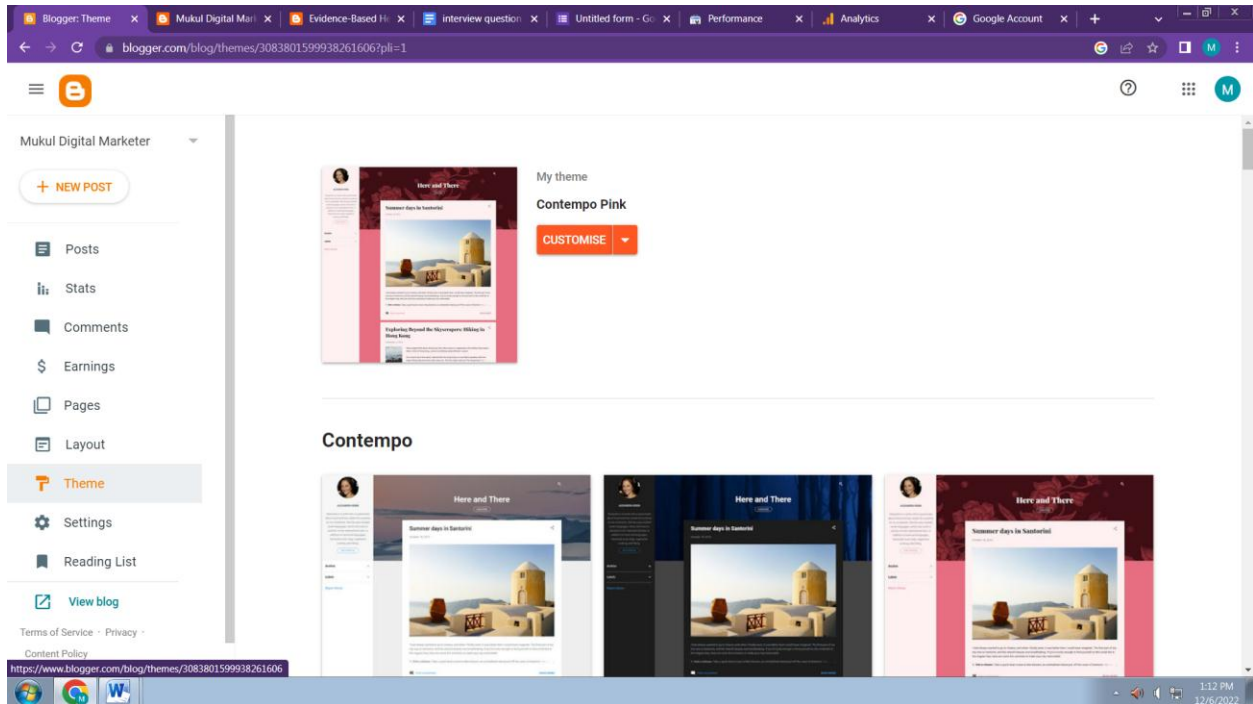 Blogger: Theme
Mukul Digital Mar
Evidence-Based He
interview question
Untitled form - Go
Performance
Analytics
Google Account
blogger.com/blog/themes/3083801599938261606?pli=1
M
M
Mukul Digital Marketer
+ NEW POST
Posts
Stats
Comments
Earnings
Pages
Layout
Theme
Settings
Reading List
View blog
Terms of Service · Privacy ·
Content Policy
https://www.blogger.com/blog/themes/3083801599938261606
My theme
Contempo Pink
CUSTOMISE
Here and There
Summer days in Santorini
Exploring Beyond the Skyscrapers: Hiking in
Hong Kong
Contempo
Here and There
Summer days in Santorini
Here and There
Summer days in Santorini
Here and There
Summer days in Santorini
1:12 PM
12/6/2022